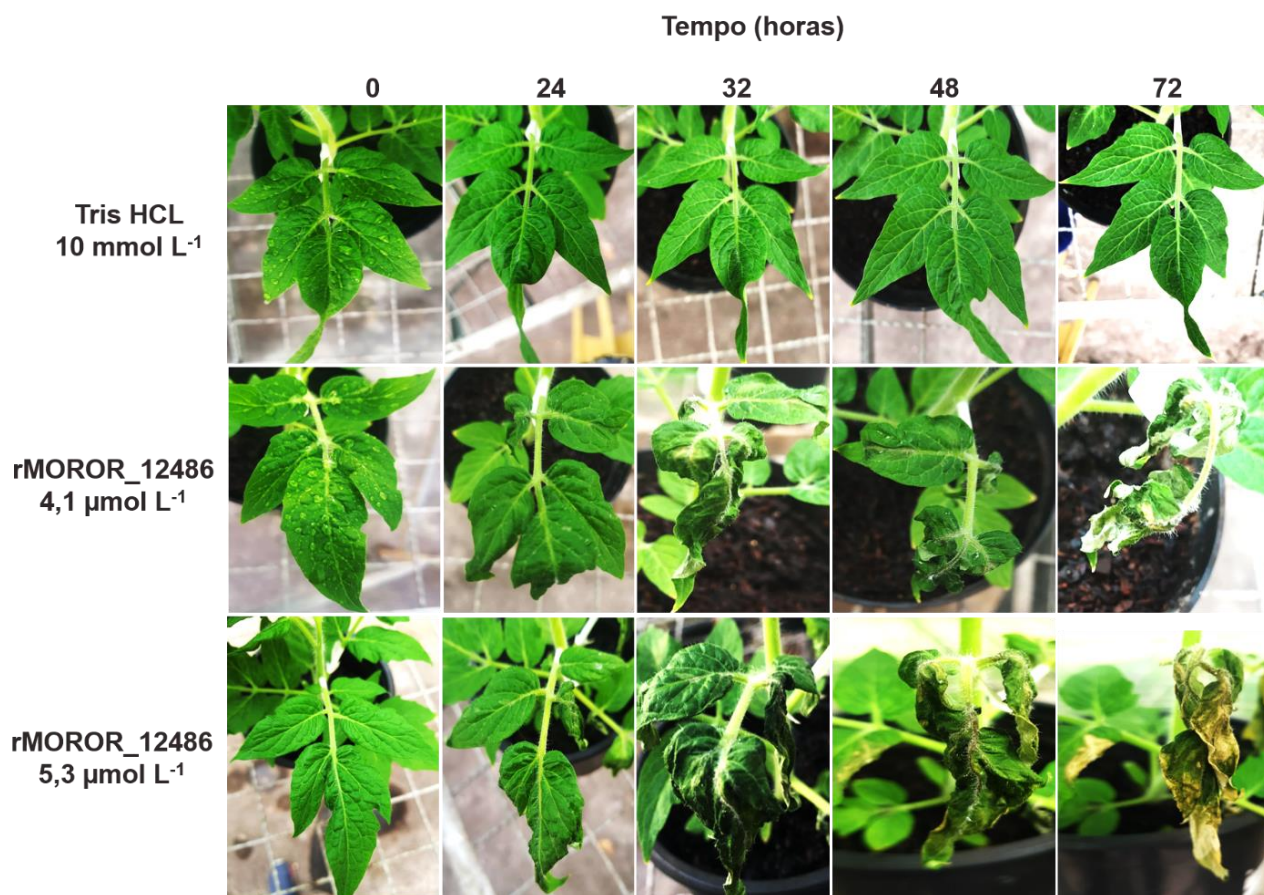 Tempo (horas)
0 24 32 48 72
Tris HCL
10 mmol L⁻¹
rMOROR_12486
4,1 µmol L⁻¹
rMOROR_12486
5,3 µmol L⁻¹